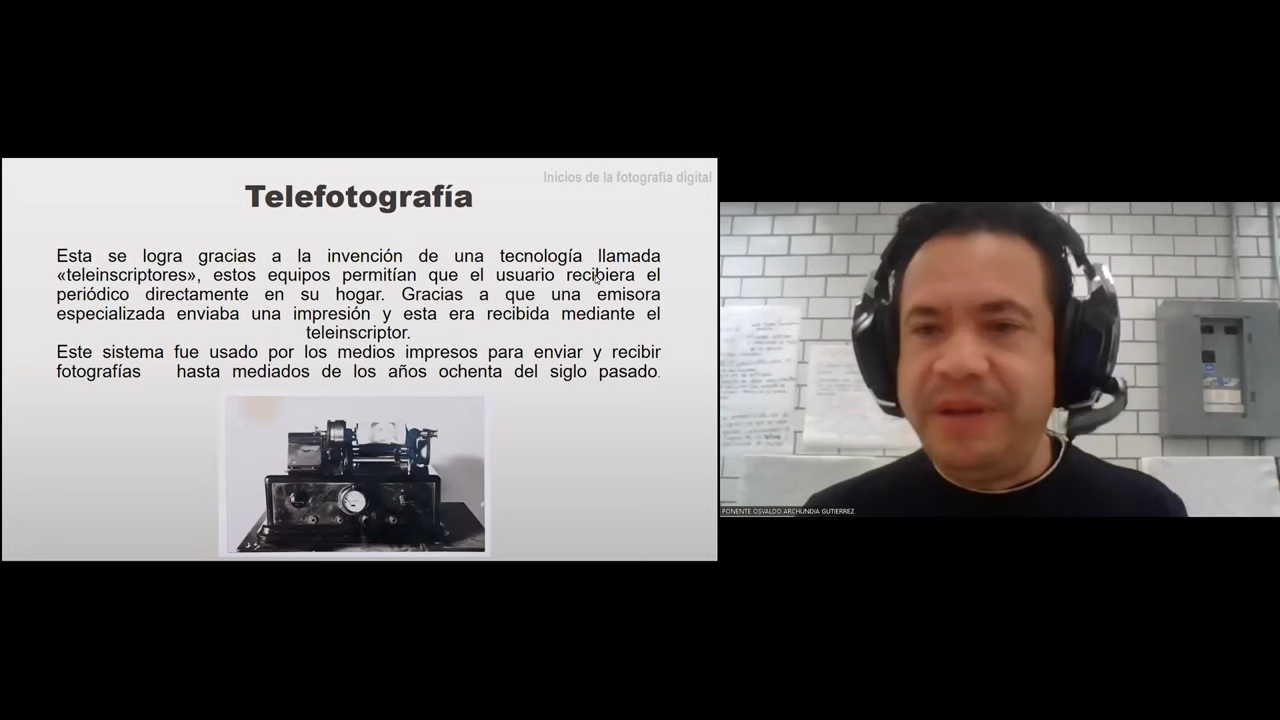 Inicios de la fotografía digital
Telefotografía
Esta se logra gracias a la invención de una tecnología llamada
«teleinscriptores», estos equipos permitían que el usuario recibiera el
periódico directamente en su hogar. Gracias a que una emisora
especializada enviaba una impresión y esta era recibida mediante el
teleinscriptor.
Este sistema fue usado por los medios impresos para enviar y recibir
fotografías hasta mediados de los años ochenta del siglo pasado.
PONENTE OSVALDO ARCHUNDIA GUTIERREZ